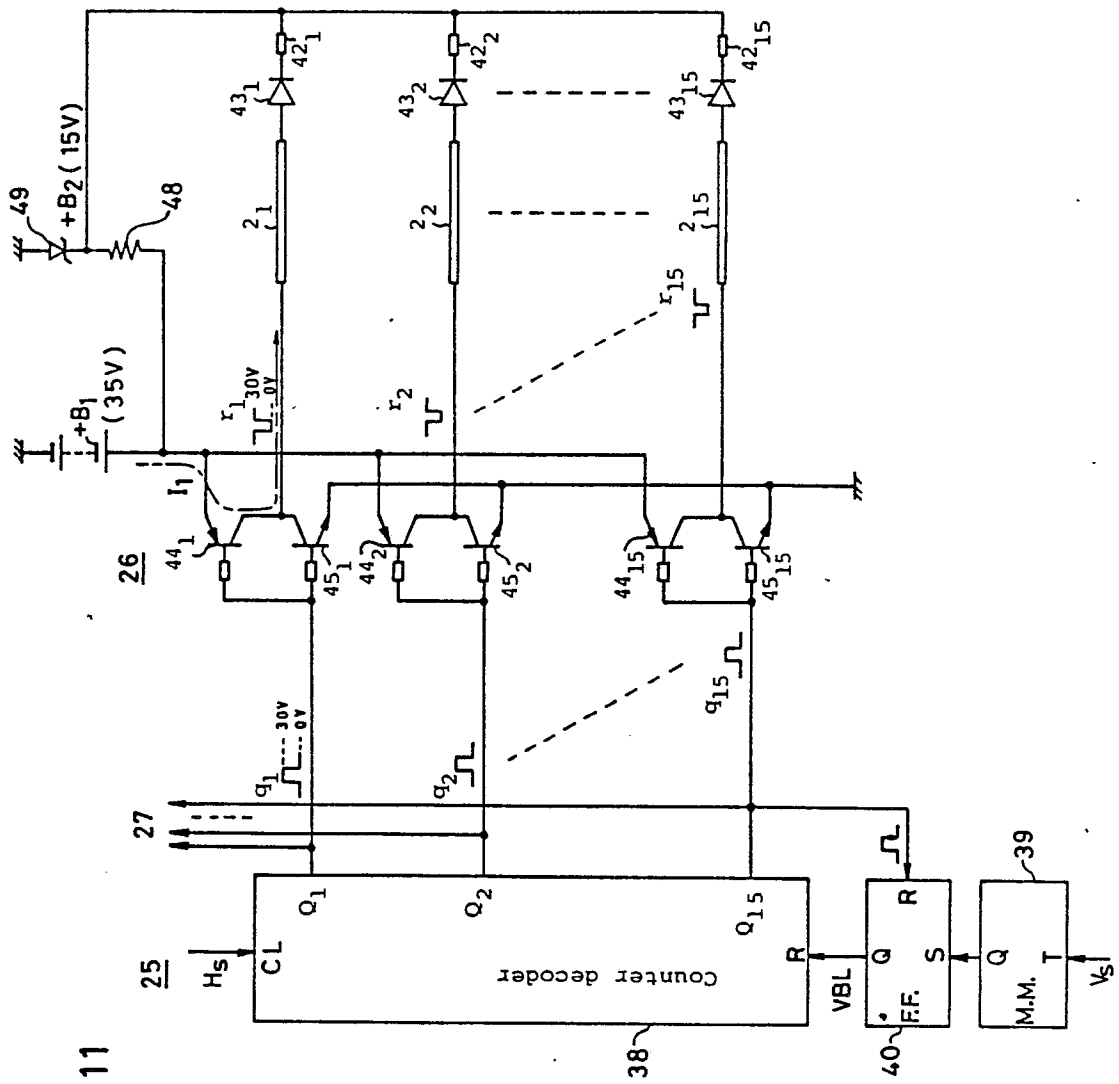 11
25
26
27
49
+B2 (15V)
48
+B1
(35V)
I1
r1
30V
0V
431
421
21
441
451
q1
30V
0V
r2
432
422
22
442
452
q2
r15
4315
4215
215
4415
4515
q15
Hs
CL
Q1
Q2
Q15
Counter decoder
R
38
VBL
Q
R
F.F.
S
40
Q
M.M.
T
39
Vs